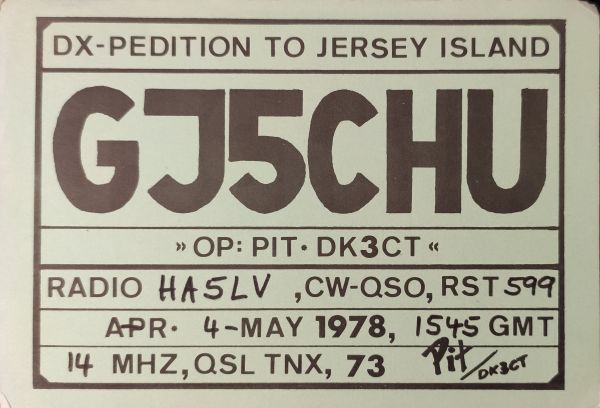 DX-PEDITION TO JERSEY ISLAND
GJ5CHU
» OP: PIT · DK3CT «
RADIO HA5LV ,CW-QSO, RST 599
APR. 4-MAY 1978, 1545 GMT
14 MHZ, QSL TNX, 73 Pit/DK3CT